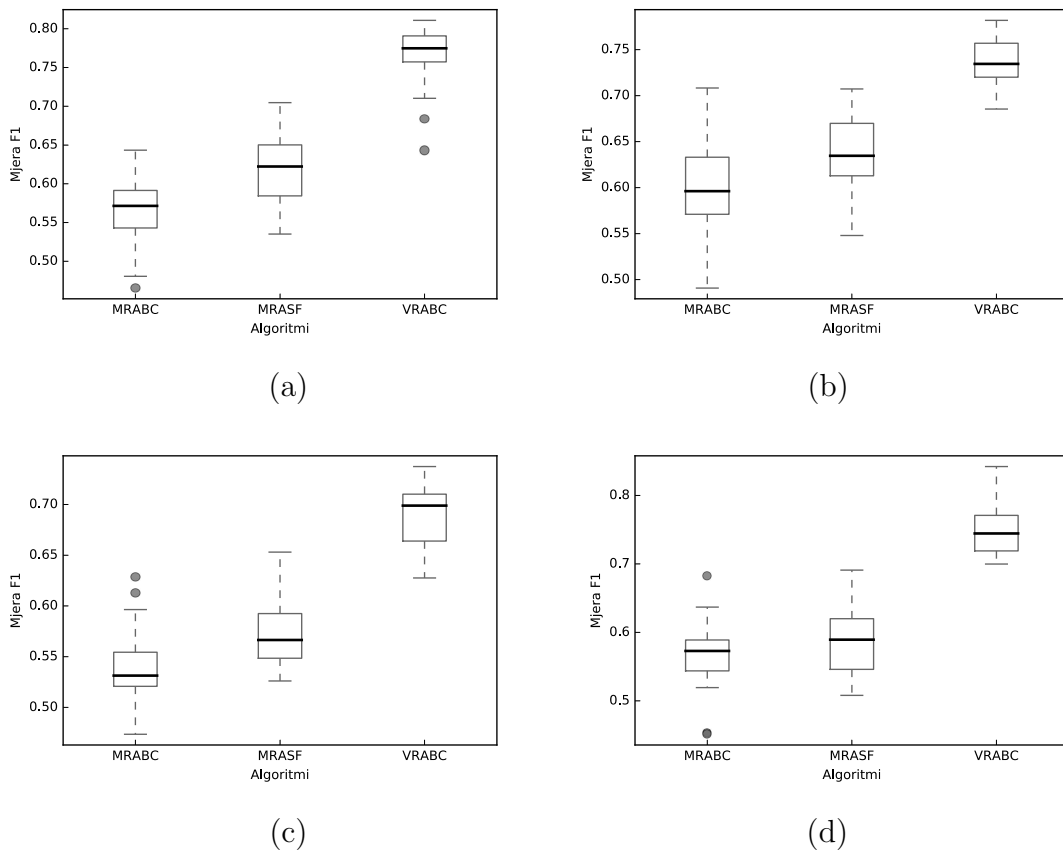 0.80
0.75
0.70
0.65
0.60
0.55
0.50
Mjera F1
MRABC MRASF VRABC
Algoritmi
(a)
0.75
0.70
0.65
0.60
0.55
0.50
Mjera F1
MRABC MRASF VRABC
Algoritmi
(b)
0.70
0.65
0.60
0.55
0.50
Mjera F1
MRABC MRASF VRABC
Algoritmi
(c)
0.8
0.7
0.6
0.5
Mjera F1
MRABC MRASF VRABC
Algoritmi
(d)